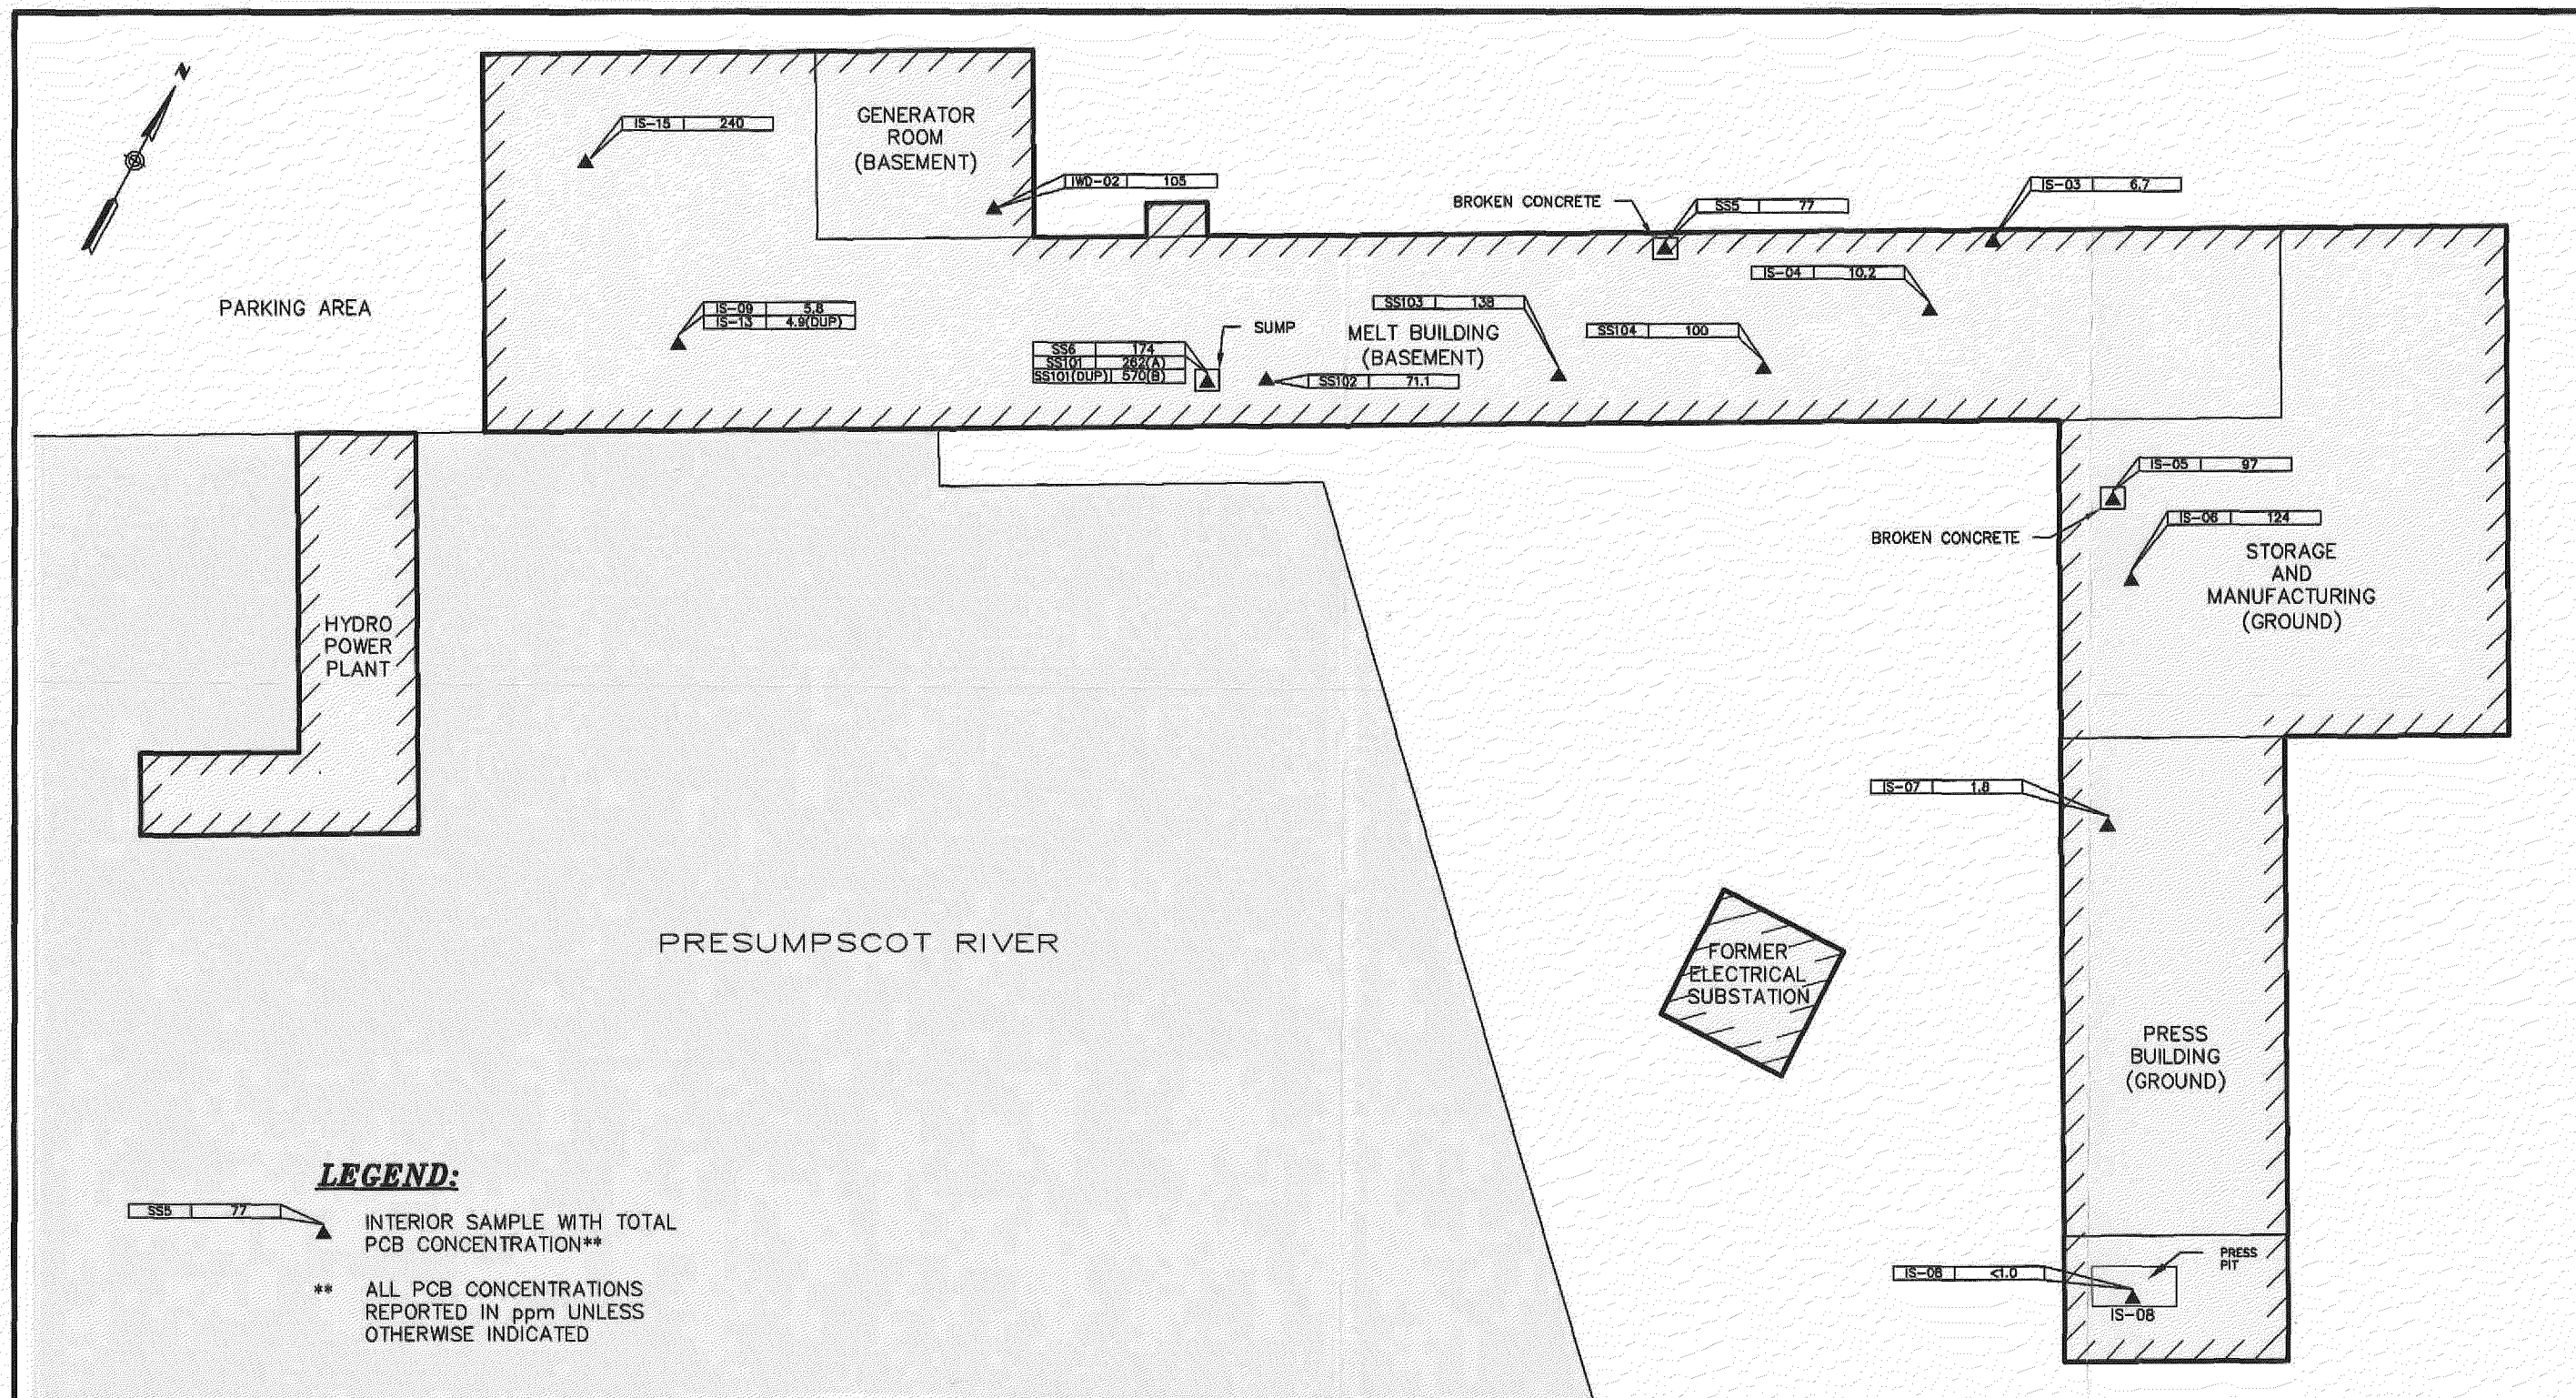 N
IS-15 240
GENERATOR
ROOM
(BASEMENT)
IWD-02 105
BROKEN CONCRETE
SS5 77
IS-03 6.7
PARKING AREA
IS-09 5.8
IS-13 4.9(DUP)
SS6 174
SS101 262(A)
SS101(DUP) 570(B)
SUMP
SS102 71.1
SS103 138
MELT BUILDING
(BASEMENT)
SS104 100
IS-04 10.2
IS-05 97
BROKEN CONCRETE
IS-06 124
STORAGE
AND
MANUFACTURING
(GROUND)
HYDRO
POWER
PLANT
IS-07 1.8
PRESUMPSCOT RIVER
FORMER
ELECTRICAL
SUBSTATION
PRESS
BUILDING
(GROUND)
LEGEND:
SS5 77
INTERIOR SAMPLE WITH TOTAL
PCB CONCENTRATION**
** ALL PCB CONCENTRATIONS
REPORTED IN ppm UNLESS
OTHERWISE INDICATED
IS-08 <1.0
PRESS
PIT
IS-08